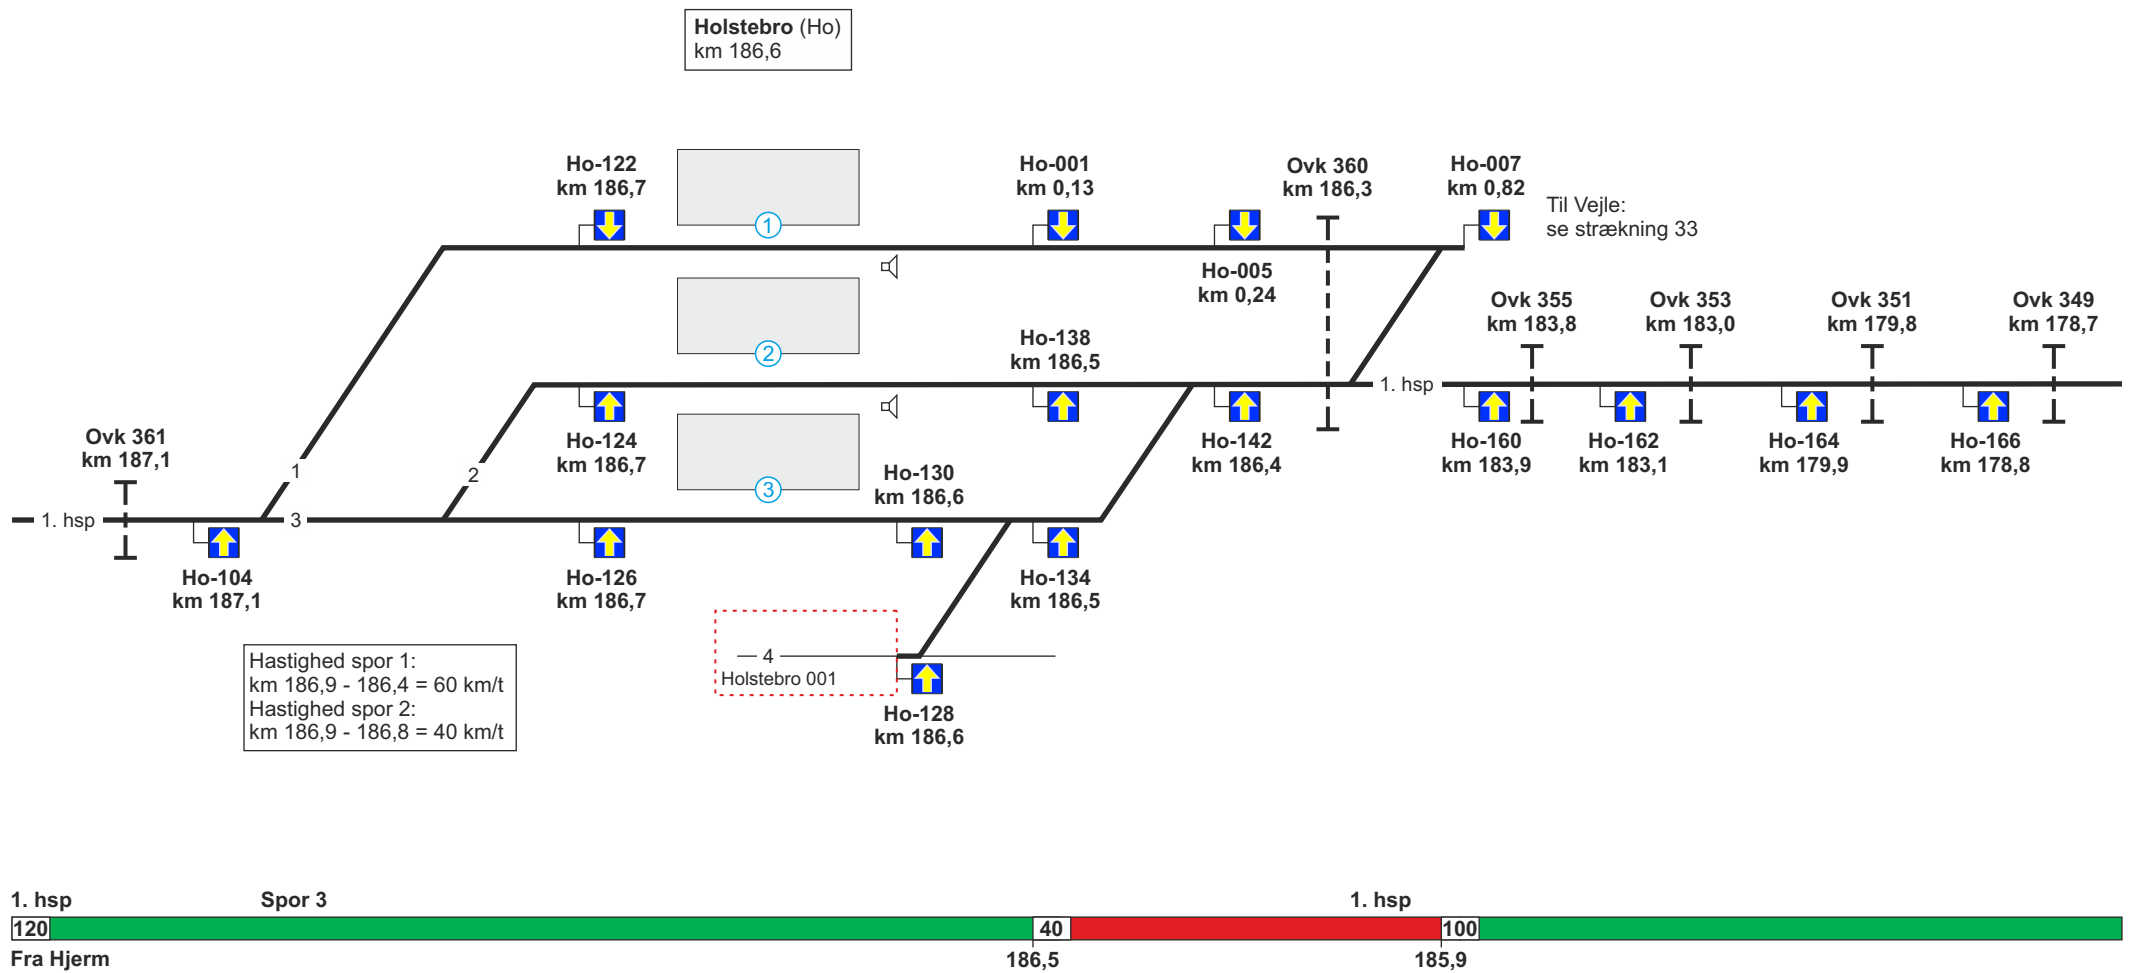 Holstebro (Ho)
km 186,6
Ho-122
km 186,7
Ho-001
km 0,13
Ovk 360
km 186,3
Ho-007
km 0,82
Til Vejle:
se strækning 33
1
Ho-005
km 0,24
Ovk 355
km 183,8
Ovk 353
km 183,0
Ovk 351
km 179,8
Ovk 349
km 178,7
Ho-138
km 186,5
2
1. hsp
Ho-124
km 186,7
Ho-142
km 186,4
Ho-160
km 183,9
Ho-162
km 183,1
Ho-164
km 179,9
Ho-166
km 178,8
Ovk 361
km 187,1
1
2
Ho-130
km 186,6
3
1. hsp
3
Ho-104
km 187,1
Ho-126
km 186,7
Ho-134
km 186,5
4
Holstebro 001
Ho-128
km 186,6
Hastighed spor 1:
km 186,9 - 186,4 = 60 km/t
Hastighed spor 2:
km 186,9 - 186,8 = 40 km/t
1. hsp
Spor 3
1. hsp
120
40
100
Fra Hjerm
186,5
185,9